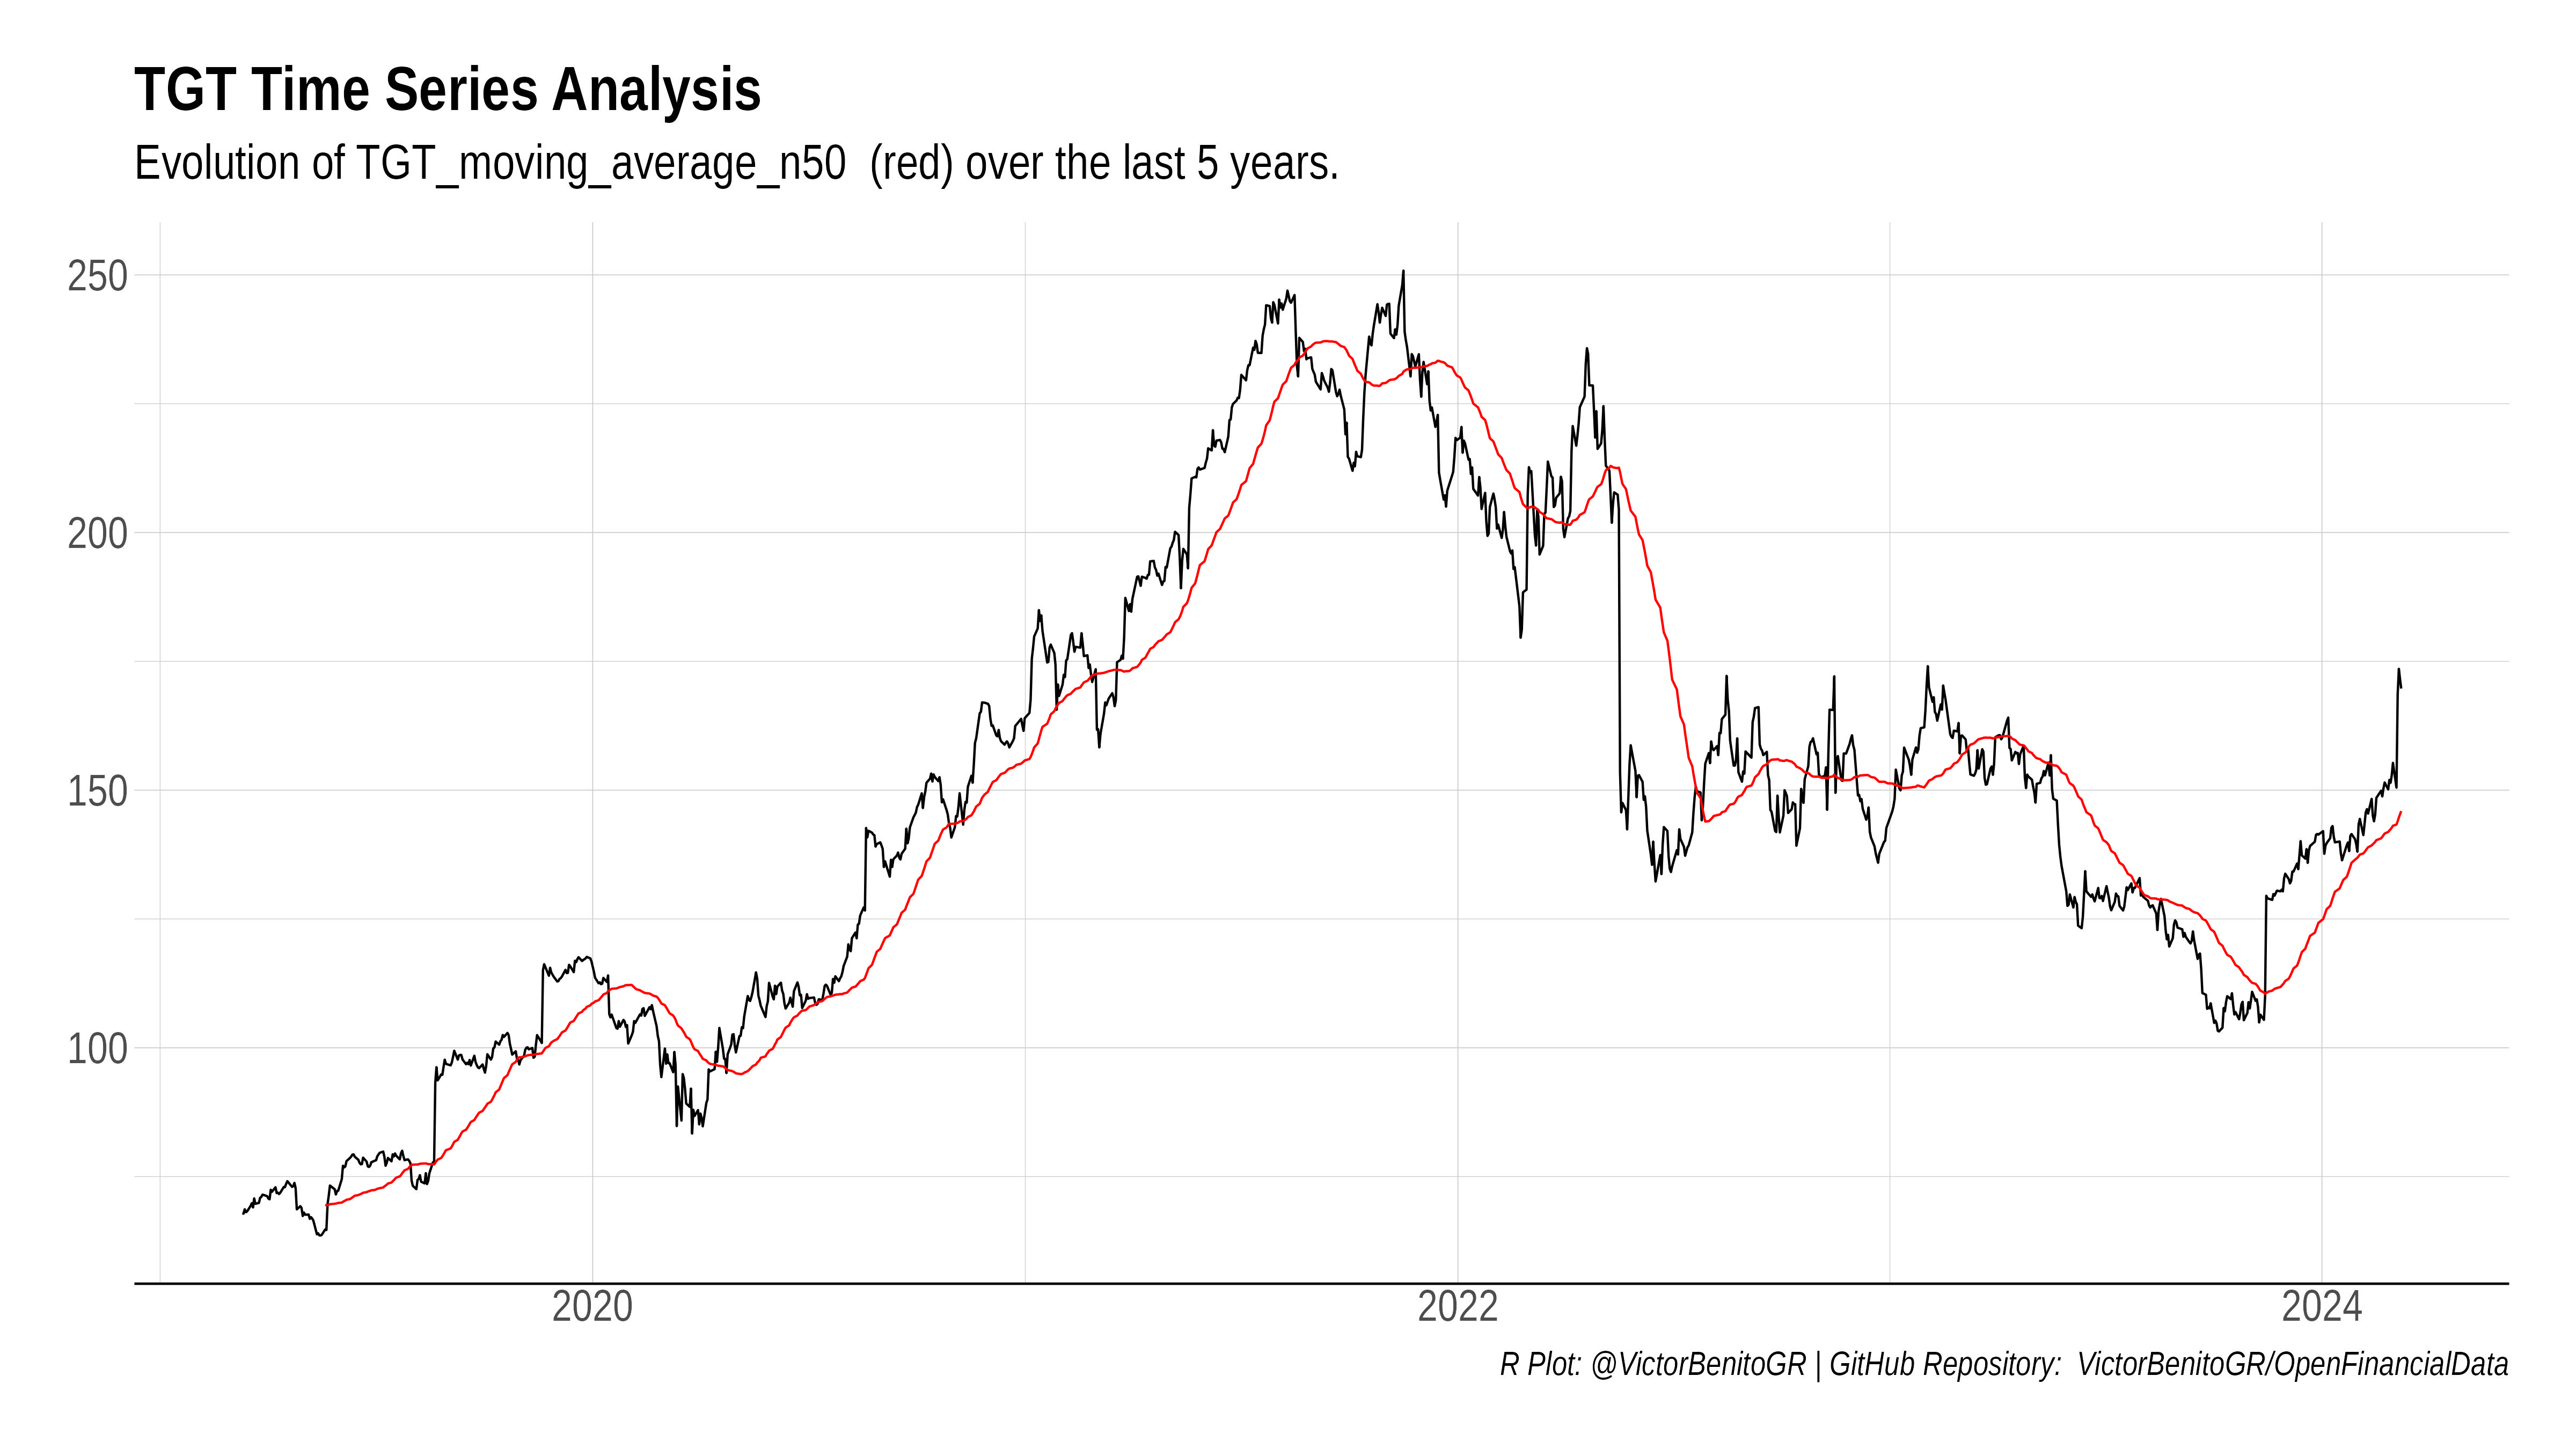 TGT Time Series Analysis
Evolution of TGT_moving_average_n50  (red) over the last 5 years.
250
200
150
100
2020 2022 2024
R Plot: @VictorBenitoGR | GitHub Repository:  VictorBenitoGR/OpenFinancialData